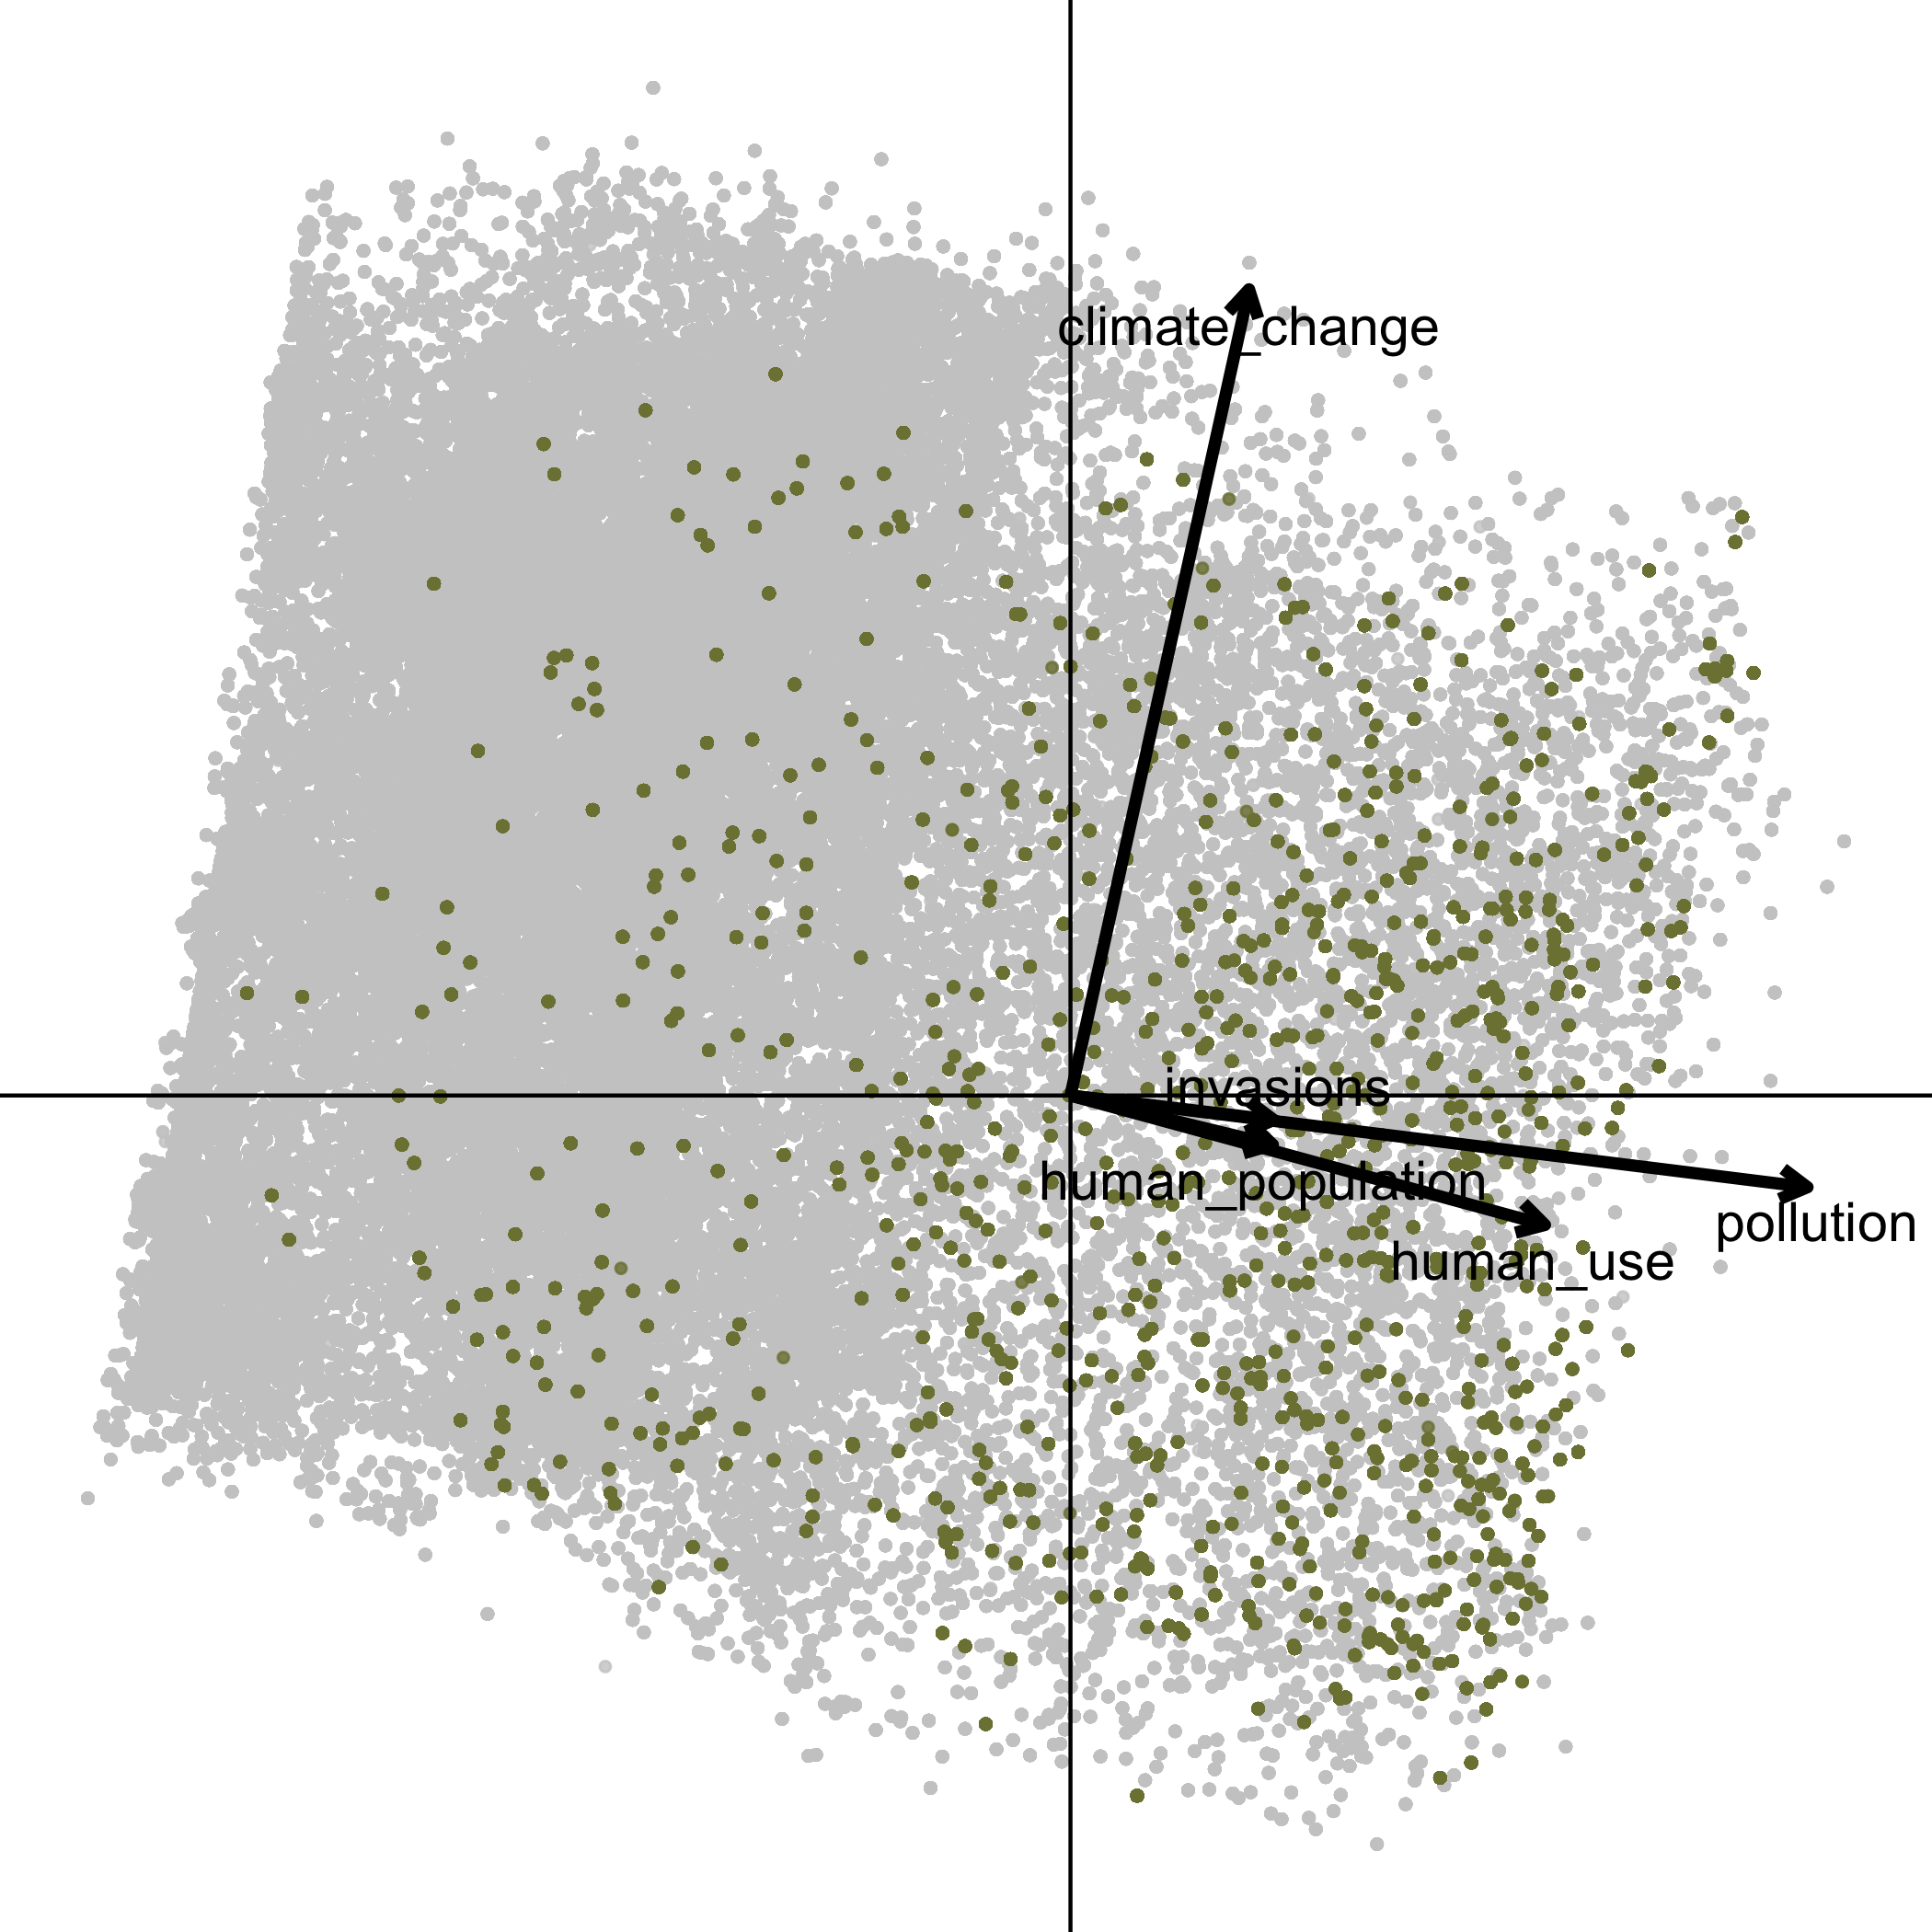 climate_change
invasions
human_population
pollution
human_use